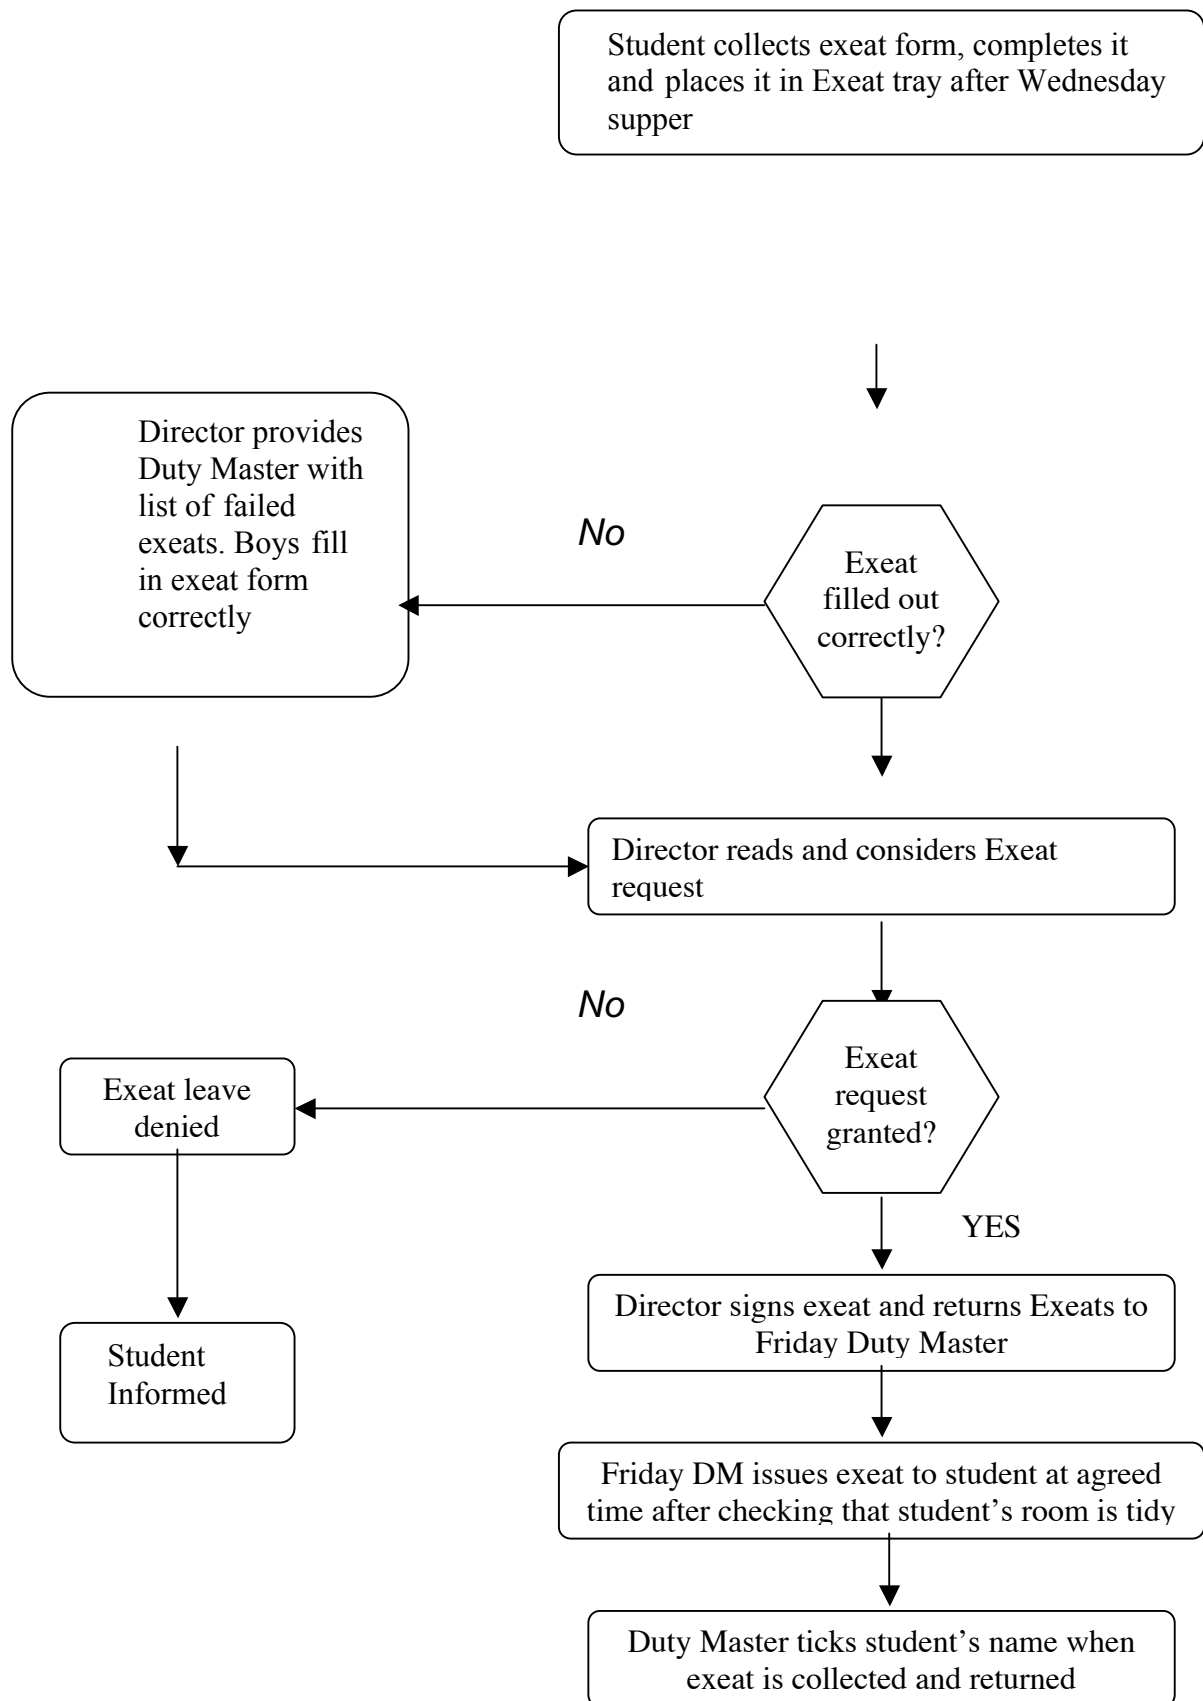 Student collects exeat form, completes it
and places it in Exeat tray after Wednesday
supper
Director provides
Duty Master with
list of failed
exeats. Boys fill
in exeat form
correctly
No
Exeat
filled out
correctly?
Director reads and considers Exeat
request
No
Exeat
request
granted?
Exeat leave
denied
YES
Student
Informed
Director signs exeat and returns Exeats to
Friday Duty Master
Friday DM issues exeat to student at agreed
time after checking that student’s room is tidy
Duty Master ticks student’s name when
exeat is collected and returned